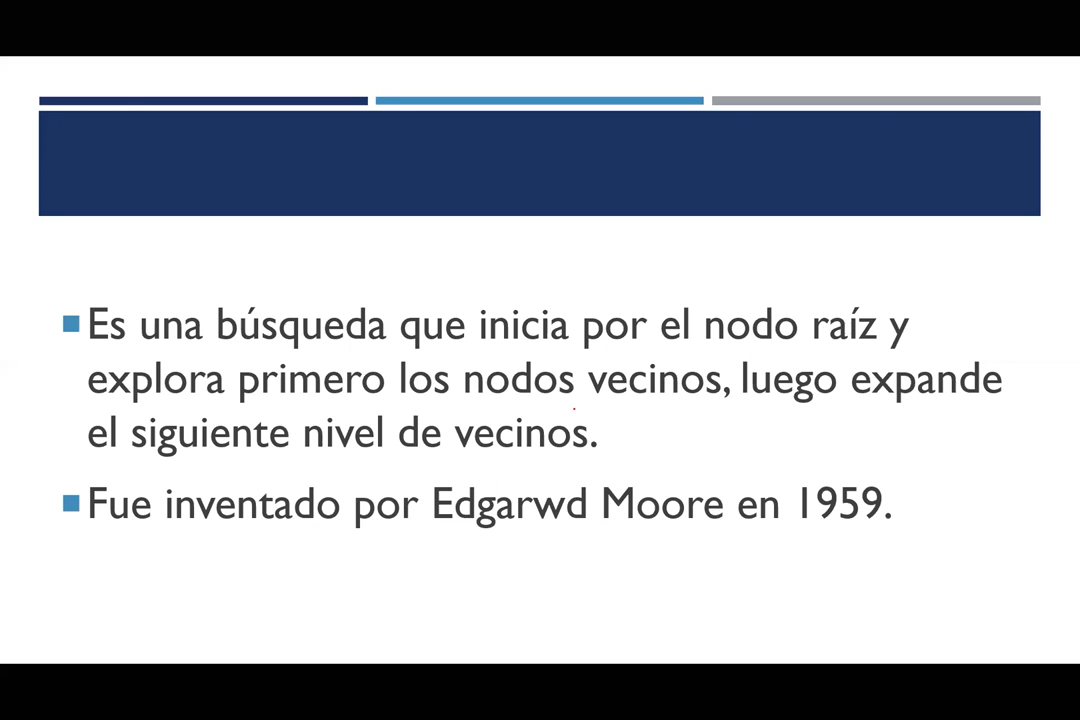 Es una búsqueda que inicia por el nodo raíz y
explora primero los nodos vecinos, luego expande
el siguiente nivel de vecinos.
Fue inventado por Edgarwd Moore en 1959.